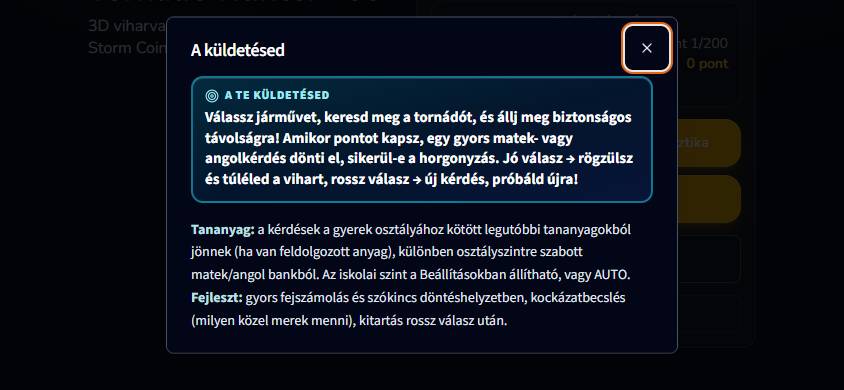 3D viharva
Storm Coin
nt 1/200
0 pont
ztika
A küldetésed
A TE KÜLDETÉSED
Válassz járművet, keresd meg a tornádót, és állj meg biztonságos
távolságra! Amikor pontot kapsz, egy gyors matek- vagy
angolkérdés dönti el, sikerül-e a horgonyzás. Jó válasz → rögzülsz
és túléled a vihart, rossz válasz → új kérdés, próbáld újra!
Tananyag: a kérdések a gyerek osztályához kötött legutóbbi tananyagokból
jönnek (ha van feldolgozott anyag), különben osztályszintre szabott
matek/angol bankból. Az iskolai szint a Beállításokban állítható, vagy AUTO.
Fejleszt: gyors fejszámolás és szókincs döntéshelyzetben, kockázatbecslés
(milyen közel merek menni), kitartás rossz válasz után.